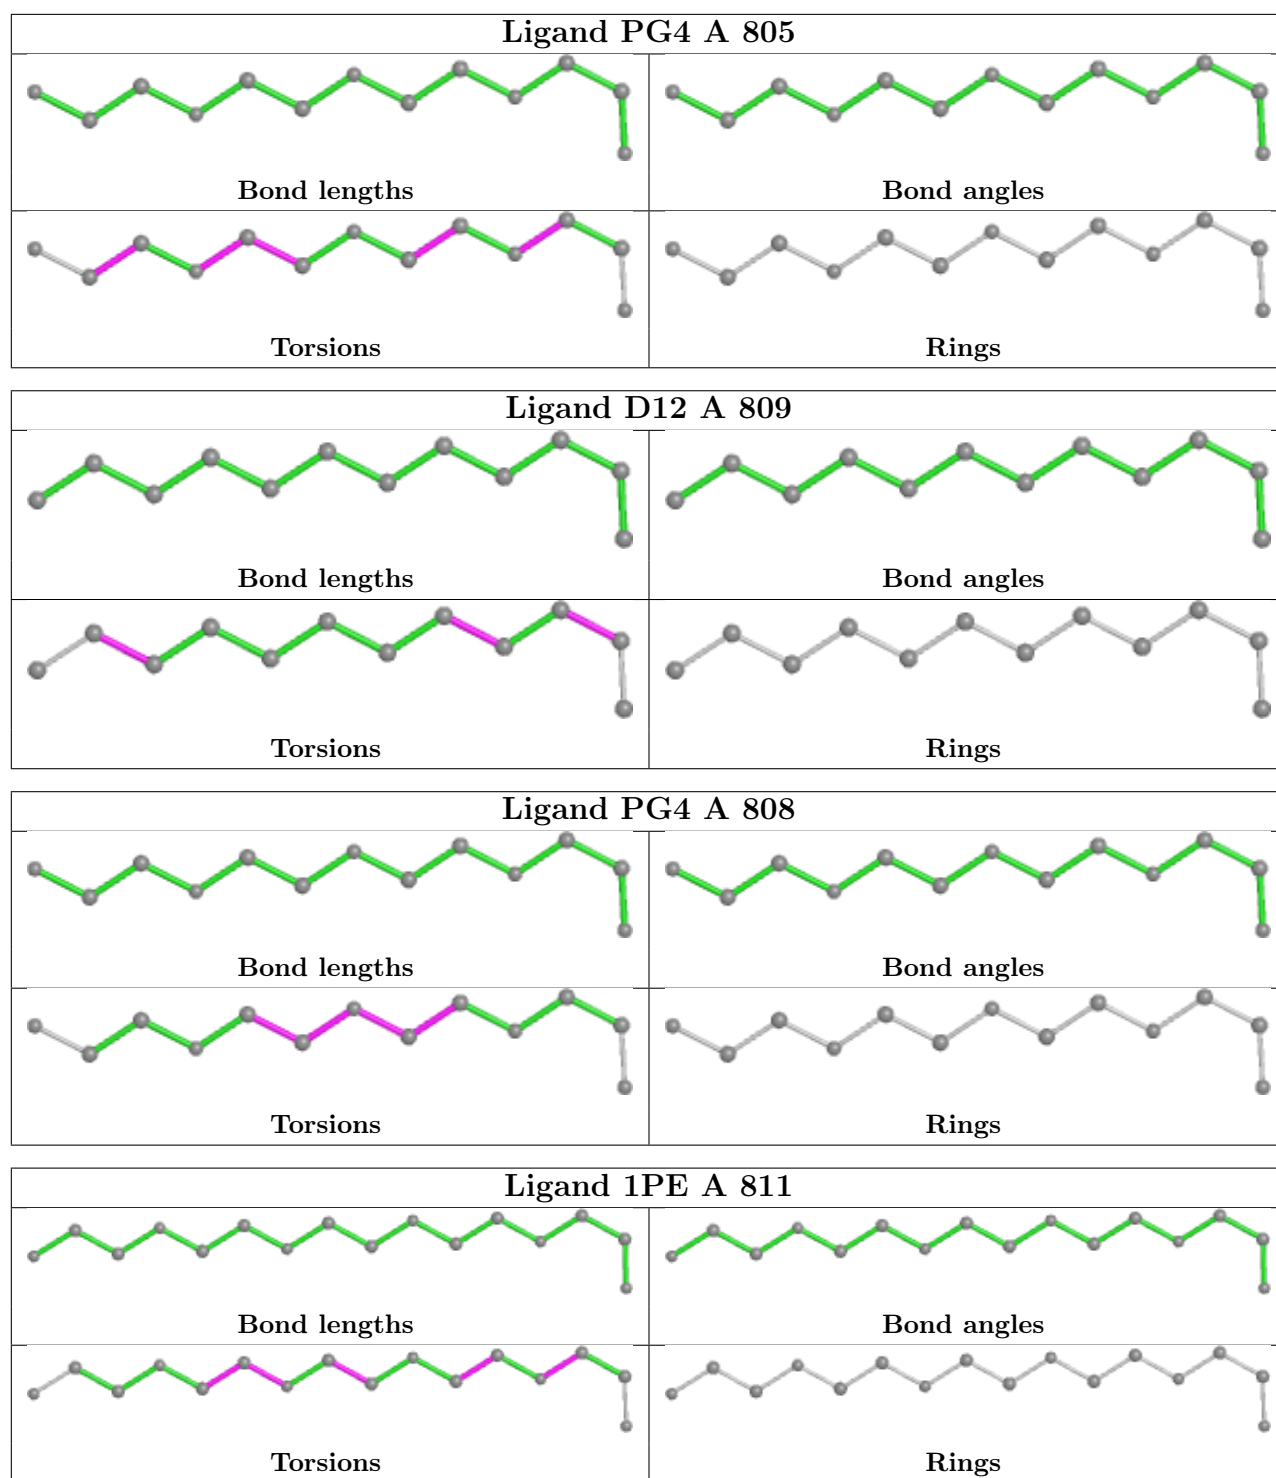 Ligand PG4 A 805
Bond lengths
Bond angles
Torsions
Rings
Ligand D12 A 809
Bond lengths
Bond angles
Torsions
Rings
Ligand PG4 A 808
Bond lengths
Bond angles
Torsions
Rings
Ligand 1PE A 811
Bond lengths
Bond angles
Torsions
Rings